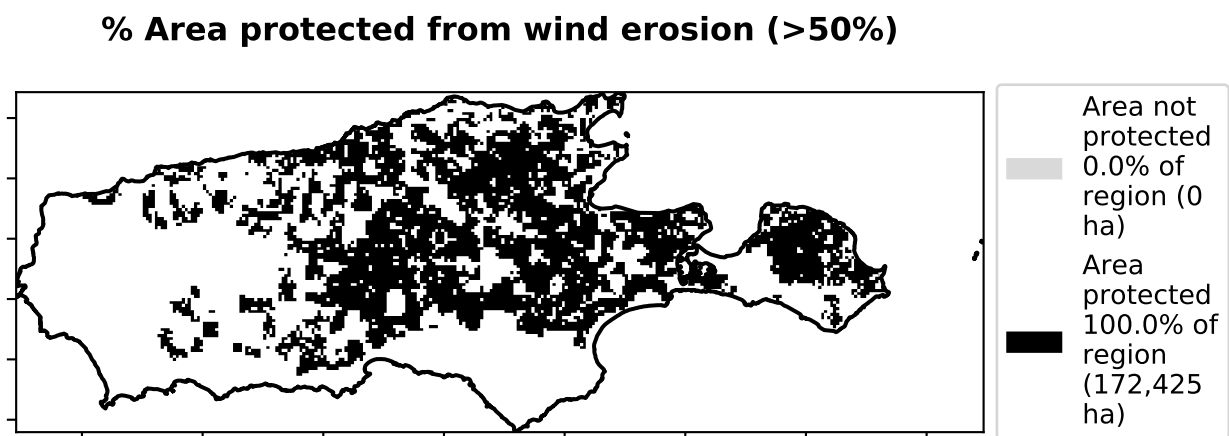 % Area protected from wind erosion (>50%)
Area not
protected
0.0% of
region (0
ha)
Area
protected
100.0% of
region
(172,425
ha)